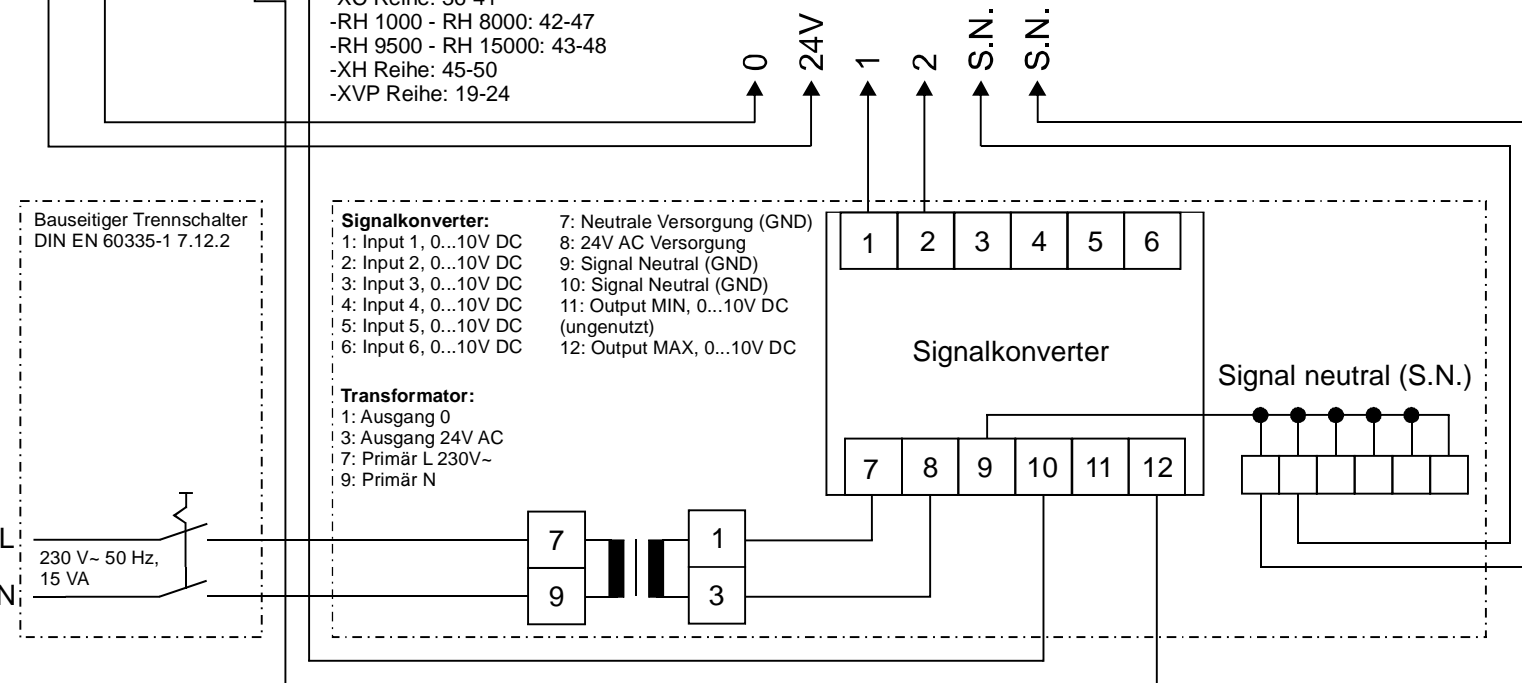 -RH 1000 - RH 8000: 42-47
-RH 9500 - RH 15000: 43-48
-XH Reihe: 45-50
-XVP Reihe: 19-24
0
24V
1
2
S.N.
S.N.
Bauseitiger Trennschalter
DIN EN 60335-1 7.12.2
Signalkonverter:
1: Input 1, 0...10V DC
2: Input 2, 0...10V DC
3: Input 3, 0...10V DC
4: Input 4, 0...10V DC
5: Input 5, 0...10V DC
6: Input 6, 0...10V DC
7: Neutrale Versorgung (GND)
8: 24V AC Versorgung
9: Signal Neutral (GND)
10: Signal Neutral (GND)
11: Output MIN, 0...10V DC
(ungenutzt)
12: Output MAX, 0...10V DC
Transformator:
1: Ausgang 0
3: Ausgang 24V AC
7: Primär L 230V~
9: Primär N
1 2 3 4 5 6
Signalkonverter
Signal neutral (S.N.)
7 8 9 10 11 12
L
230 V~ 50 Hz,
15 VA
N
7 1
9 3